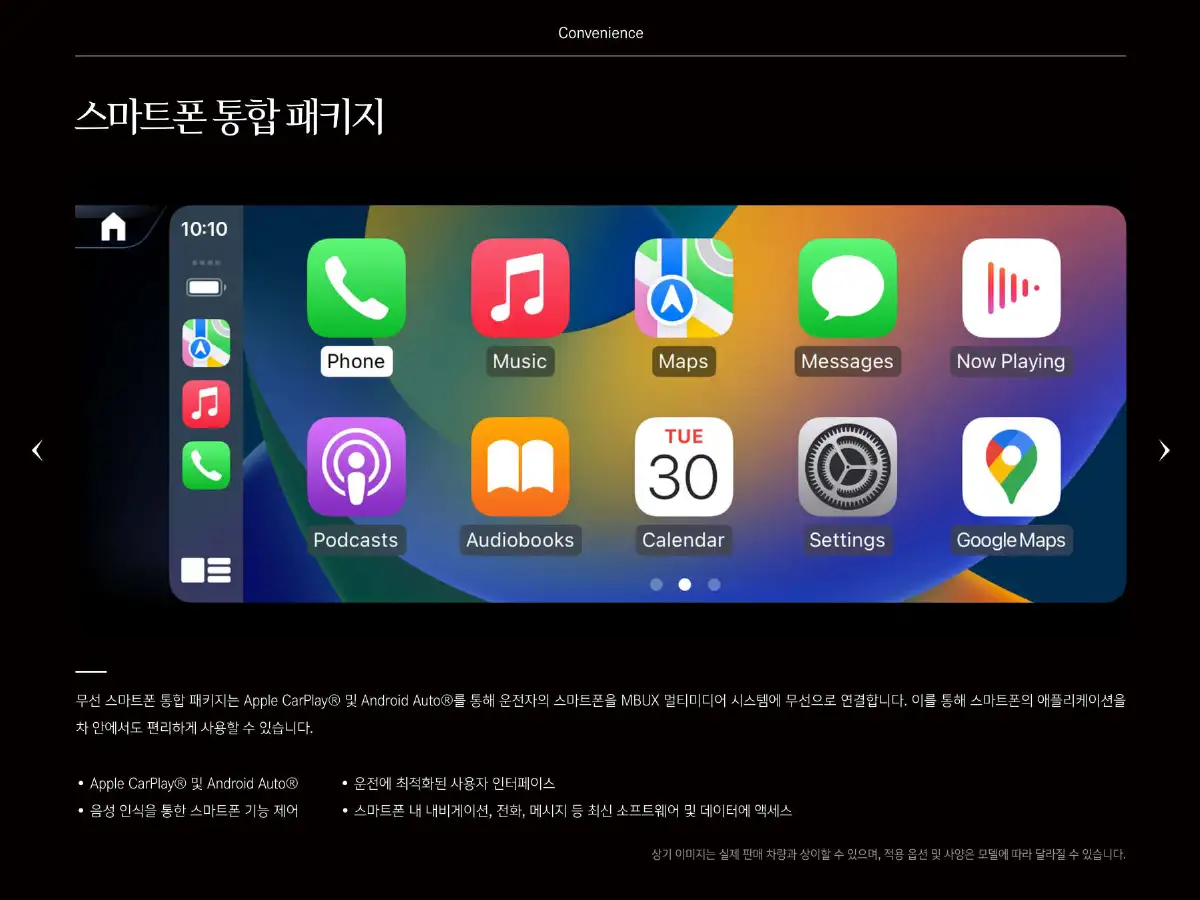 Convenience
스마트폰 통합 패키지
10:10
Phone
Music
Maps
Messages
Now Playing
TUE
30
Podcasts
Audiobooks
Calendar
Settings
Google Maps
무선 스마트폰 통합 패키지는 Apple CarPlay® 및 Android Auto®를 통해 운전자의 스마트폰을 MBUX 멀티미디어 시스템에 무선으로 연결합니다. 이를 통해 스마트폰의 애플리케이션을
차 안에서도 편리하게 사용할 수 있습니다.
• Apple CarPlay® 및 Android Auto®
• 음성 인식을 통한 스마트폰 기능 제어
• 운전에 최적화된 사용자 인터페이스
• 스마트폰 내 내비게이션, 전화, 메시지 등 최신 소프트웨어 및 데이터에 액세스
상기 이미지는 실제 판매 차량과 상이할 수 있으며, 적용 옵션 및 사양은 모델에 따라 달라질 수 있습니다.